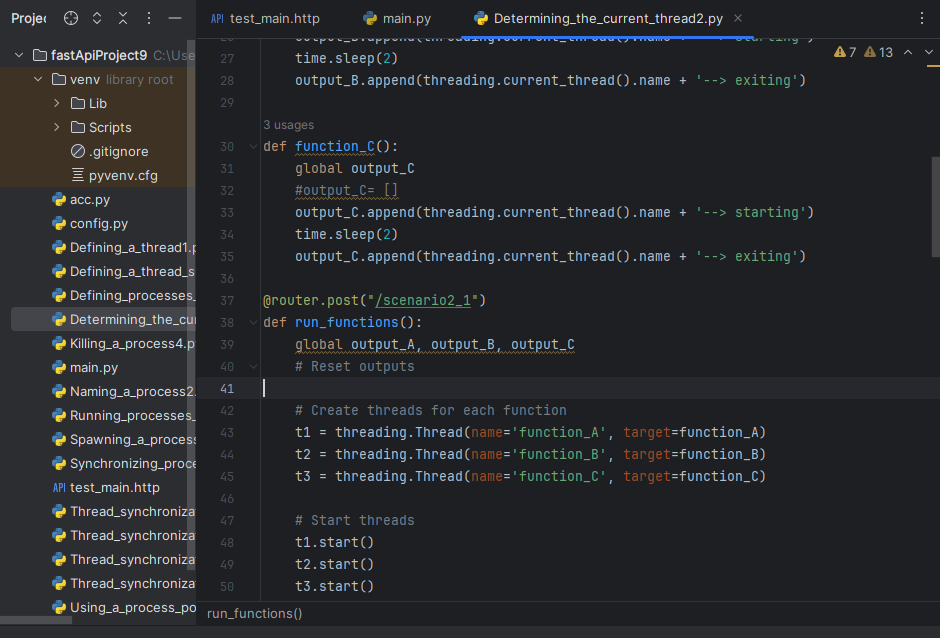 Projec
API test_main.http
main.py
Determining_the_current_thread2.py
fastApiProject9 C:\Use
venv library root
Lib
Scripts
.gitignore
pyvenv.cfg
acc.py
config.py
Defining_a_thread1.p
Defining_a_thread_s
Defining_processes_
Determining_the_cu
Killing_a_process4.p
main.py
Naming_a_process2.
Running_processes_
Spawning_a_process
Synchronizing_proce
API test_main.http
Thread_synchroniza
Thread_synchroniza
Thread_synchroniza
Thread_synchroniza
Using_a_process_po
7 13
26 output_B.append(threading.current_thread().name + '--> starting')
27 time.sleep(2)
28 output_B.append(threading.current_thread().name + '--> exiting')
29
3 usages
30 def function_C():
31 global output_C
32 #output_C= []
33 output_C.append(threading.current_thread().name + '--> starting')
34 time.sleep(2)
35 output_C.append(threading.current_thread().name + '--> exiting')
36
37 @router.post("/scenario2_1")
38 def run_functions():
39 global output_A, output_B, output_C
40 # Reset outputs
41
42 # Create threads for each function
43 t1 = threading.Thread(name='function_A', target=function_A)
44 t2 = threading.Thread(name='function_B', target=function_B)
45 t3 = threading.Thread(name='function_C', target=function_C)
46
47 # Start threads
48 t1.start()
49 t2.start()
50 t3.start()
run_functions()